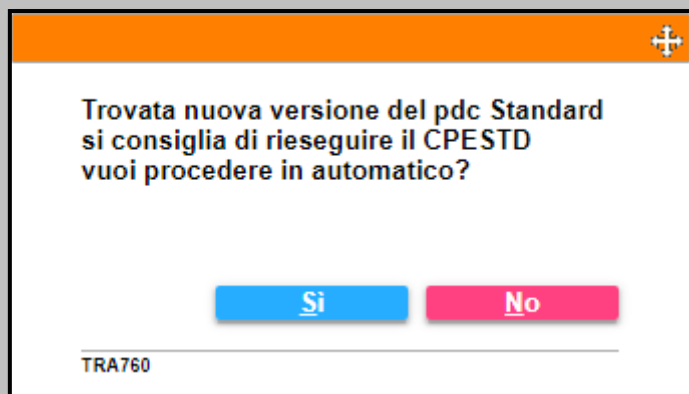 Trovata nuova versione del pdc Standard
si consiglia di rieseguire il CPESTD
vuoi procedere in automatico?
Sì
No
TRA760